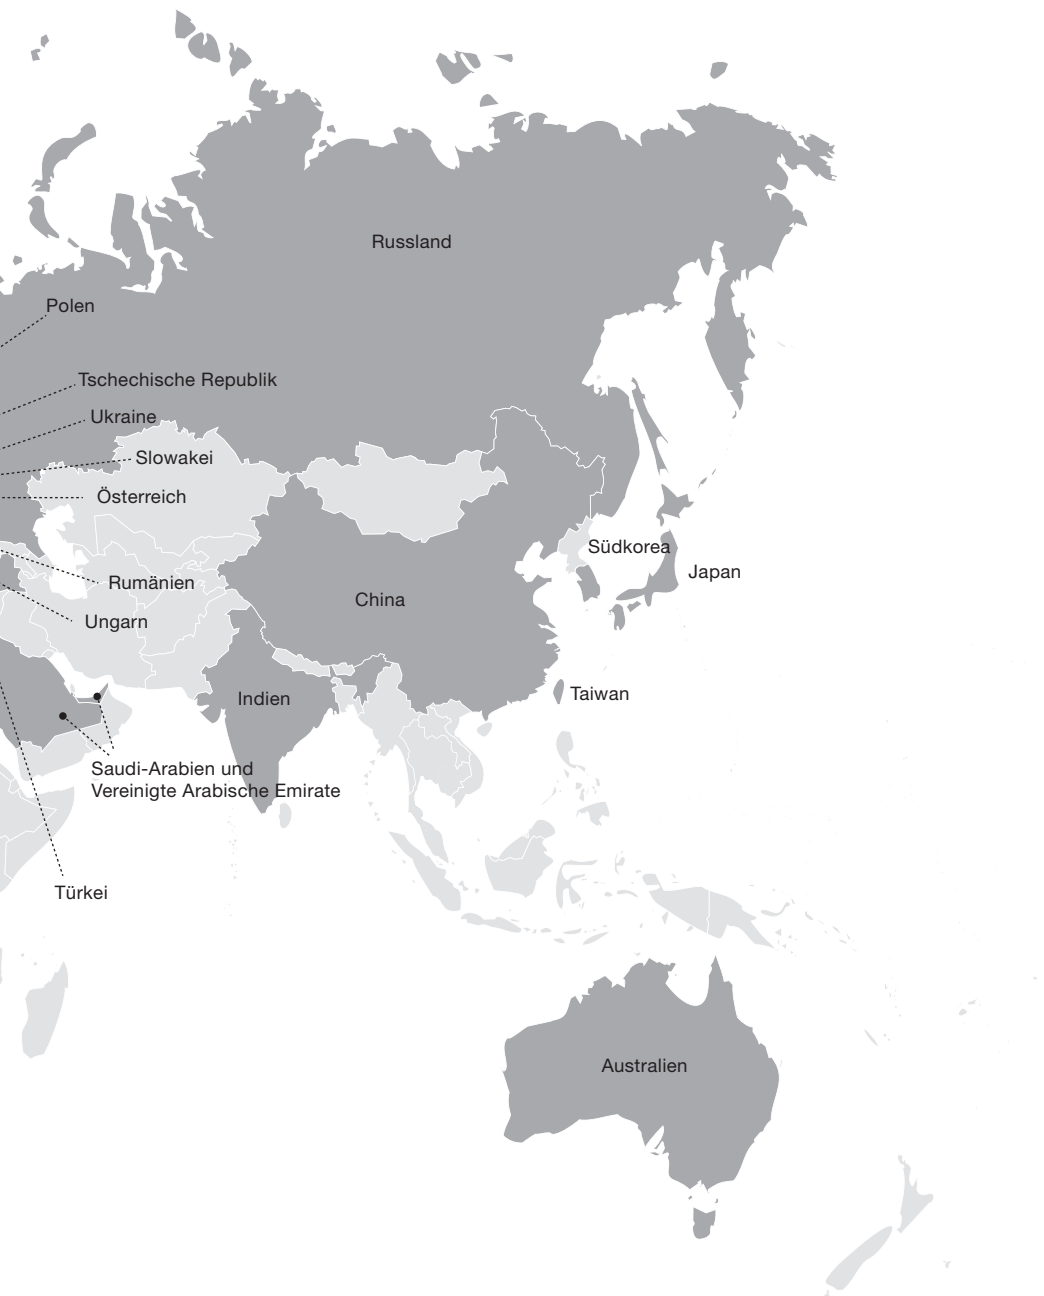 Russland
Polen
Tschechische Republik
Ukraine
Slowakei
Österreich
Südkorea
Japan
Rumänien
China
Ungarn
Indien
Taiwan
Saudi-Arabien und
Vereinigte Arabische Emirate
Türkei
Australien